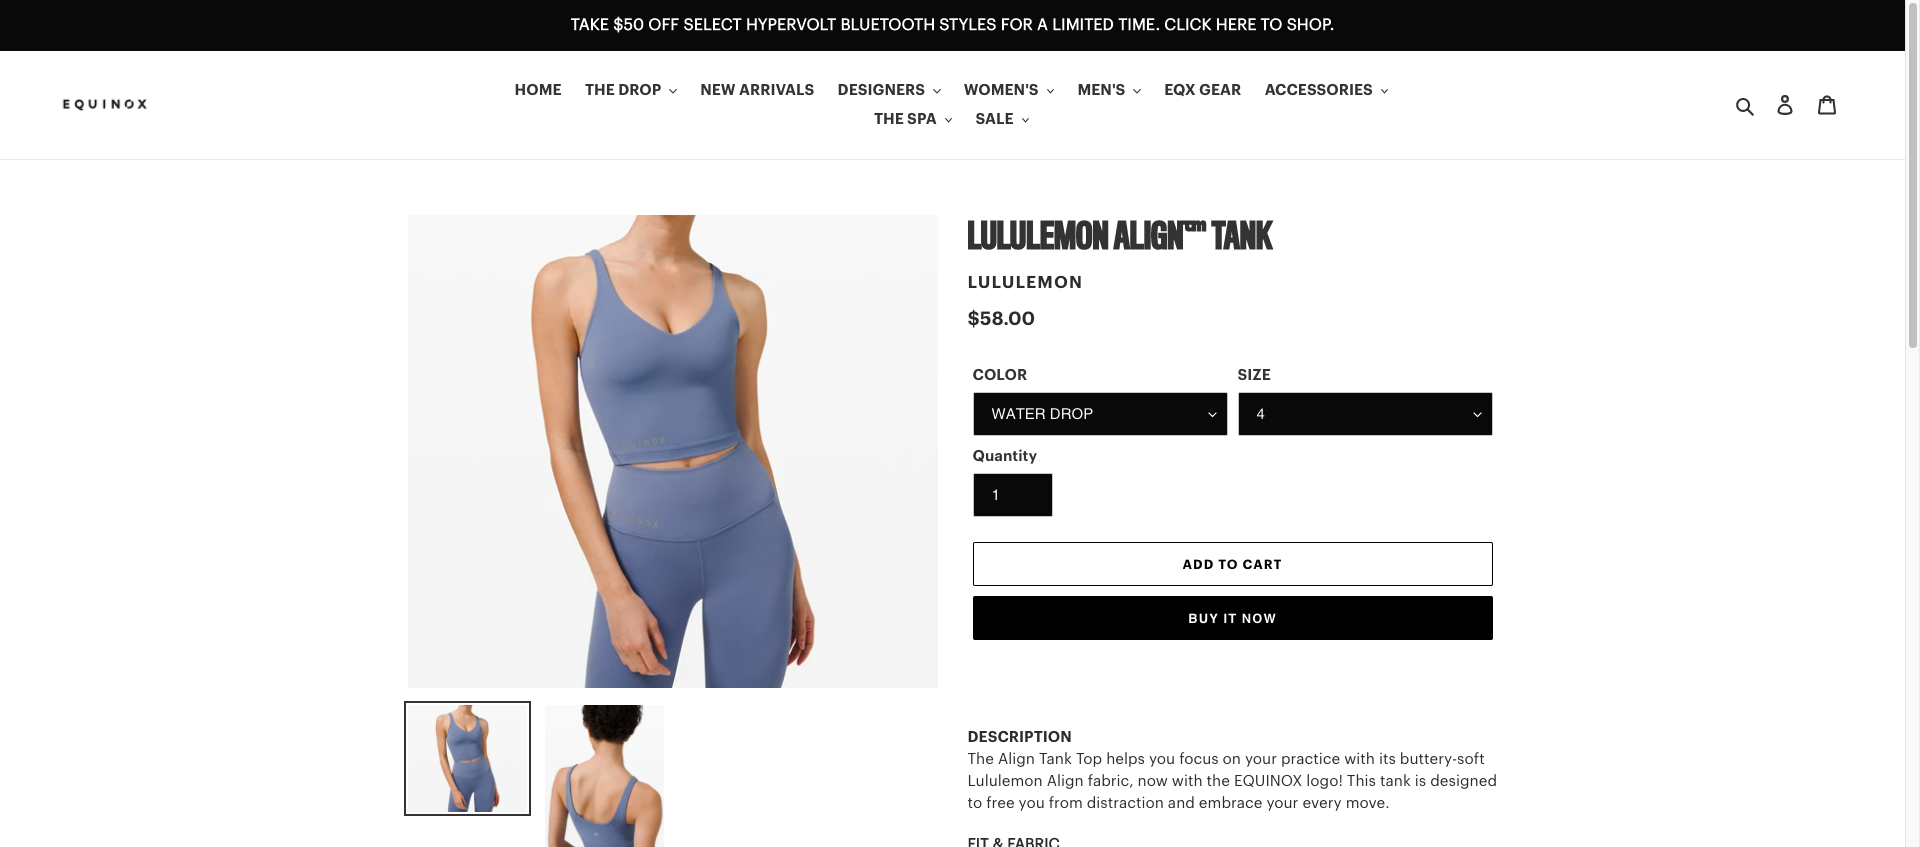 TAKE $50 OFF SELECT HYPERVOLT BLUETOOTH STYLES FOR A LIMITED TIME. CLICK HERE TO SHOP.
EQUINOX
HOME THE DROP NEW ARRIVALS DESIGNERS WOMEN'S MEN'S EQX GEAR ACCESSORIES
THE SPA SALE
LULULEMON ALIGN™ TANK
LULULEMON
$58.00
COLOR SIZE
WATER DROP 4
Quantity
1
ADD TO CART
BUY IT NOW
EQUINOX
EQUINOX
DESCRIPTION
The Align Tank Top helps you focus on your practice with its buttery-soft
Lululemon Align fabric, now with the EQUINOX logo! This tank is designed
to free you from distraction and embrace your every move.
FIT & FABRIC